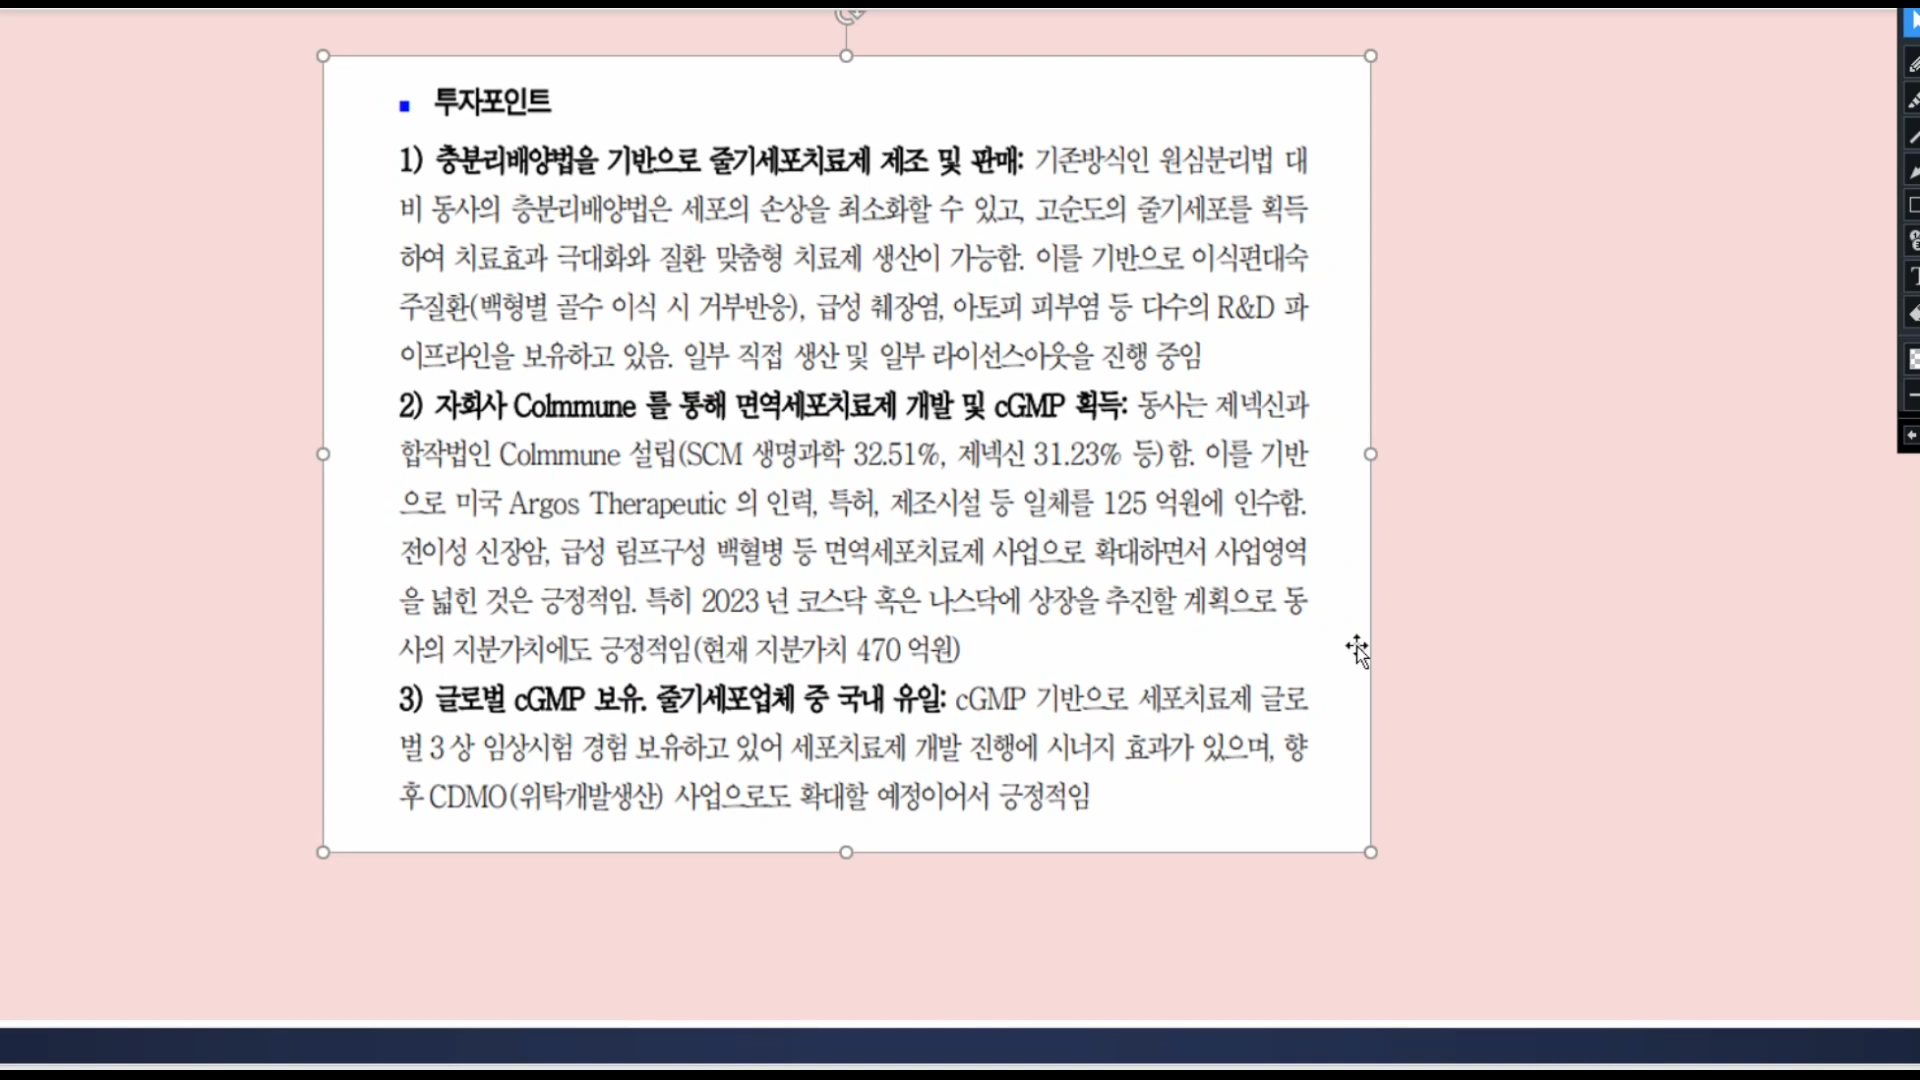 투자포인트
1) 층분리배양법을 기반으로 줄기세포치료제 제조 및 판매: 기존방식인 원심분리법 대
비 동사의 층분리배양법은 세포의 손상을 최소화할 수 있고, 고순도의 줄기세포를 획득
하여 치료효과 극대화와 질환 맞춤형 치료제 생산이 가능함. 이를 기반으로 이식편대숙
주질환(백형별 골수 이식 시 거부반응), 급성 췌장염, 아토피 피부염 등 다수의 R&D 파
이프라인을 보유하고 있음. 일부 직접 생산 및 일부 라이선스아웃을 진행 중임
2) 자회사 Colmmune 를 통해 면역세포치료제 개발 및 cGMP 획득: 동사는 제넥신과
합작법인 Colmmune 설립(SCM 생명과학 32.51%, 제넥신 31.23% 등)함. 이를 기반
으로 미국 Argos Therapeutic 의 인력, 특허, 제조시설 등 일체를 125 억원에 인수함.
전이성 신장암, 급성 림프구성 백혈병 등 면역세포치료제 사업으로 확대하면서 사업영역
을 넓힌 것은 긍정적임. 특히 2023 년 코스닥 혹은 나스닥에 상장을 추진할 계획으로 동
사의 지분가치에도 긍정적임(현재 지분가치 470 억원)
3) 글로벌 cGMP 보유. 줄기세포업체 중 국내 유일: cGMP 기반으로 세포치료제 글로
벌 3 상 임상시험 경험 보유하고 있어 세포치료제 개발 진행에 시너지 효과가 있으며, 향
후 CDMO(위탁개발생산) 사업으로도 확대할 예정이어서 긍정적임